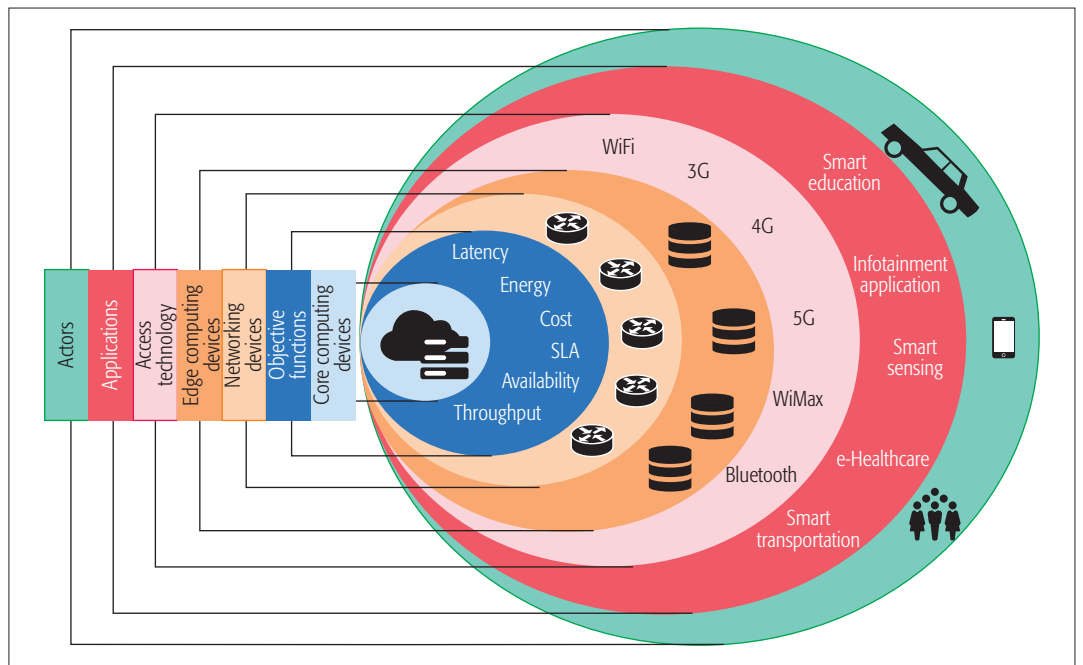 Actors
Applications
Access
technology
Edge computing
devices
Networking
devices
Objective
functions
Core computing
devices
Latency
Energy
Cost
SLA
Availability
Throughput
WiFi
3G
4G
5G
WiMax
Bluetooth
Smart
education
Infotainment
application
Smart
sensing
e-Healthcare
Smart
transportation